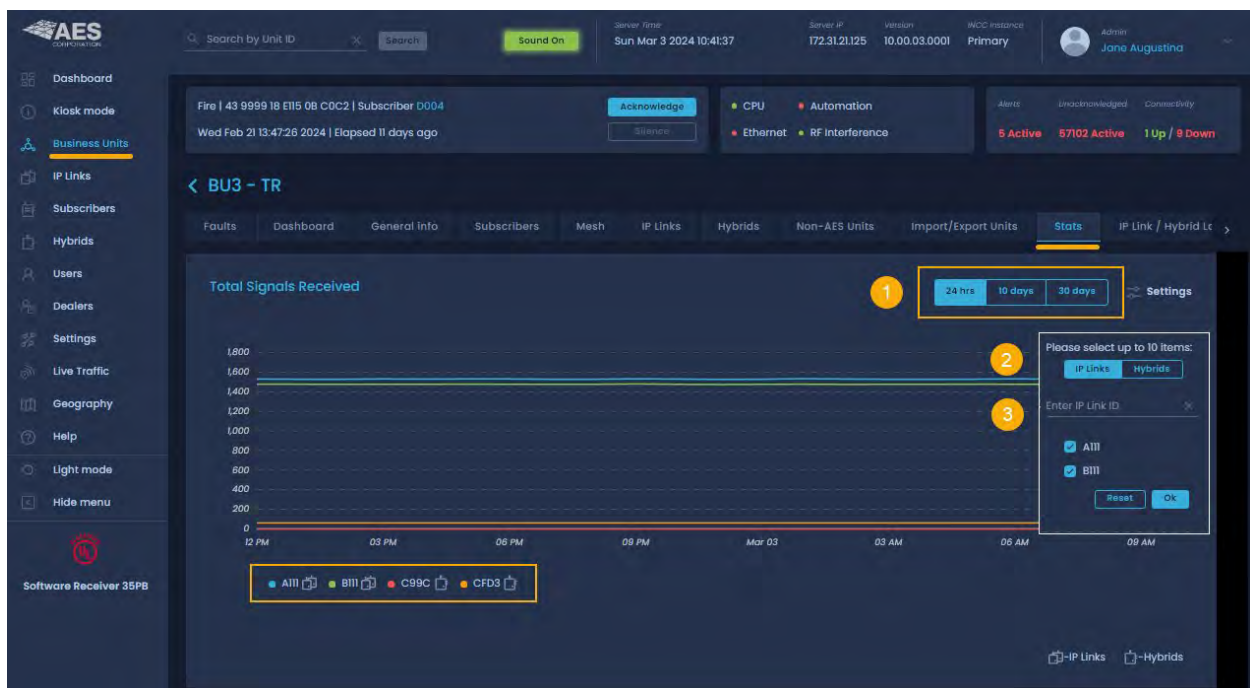 AES
CORPORATION
Search by Unit ID
Search
Sound On
Server Time
Sun Mar 3 2024 10:41:37
Server IP
172.31.21.125
Version
10.00.03.0001
INCC Instance
Primary
Admin
Jane Augustina
Dashboard
Kiosk mode
Business Units
IP Links
Subscribers
Hybrids
Users
Dealers
Settings
Live Traffic
Geography
Help
Light mode
Hide menu
UL
Software Receiver 35PB
Fire | 43 9999 18 E115 0B C0C2 | Subscriber D004
Wed Feb 21 13:47:26 2024 | Elapsed 11 days ago
Acknowledge
Silence
CPU
Automation
Ethernet
RF Interference
Alerts
Unacknowledged
Connectivity
5 Active
57102 Active
1 Up / 9 Down
BU3 - TR
Faults
Dashboard
General info
Subscribers
Mesh
IP Links
Hybrids
Non-AES Units
Import/Export Units
Stats
IP Link / Hybrid Lo
Total Signals Received
1
24 hrs
10 days
30 days
Settings
2
Please select up to 10 items:
IP Links
Hybrids
3
Enter IP Link ID
A111
B111
Reset
Ok
1,800
1,600
1,400
1,200
1,000
800
600
400
200
0
12 PM
03 PM
06 PM
09 PM
Mar 03
03 AM
06 AM
09 AM
A111
B111
C99C
CFD3
-IP Links
-Hybrids